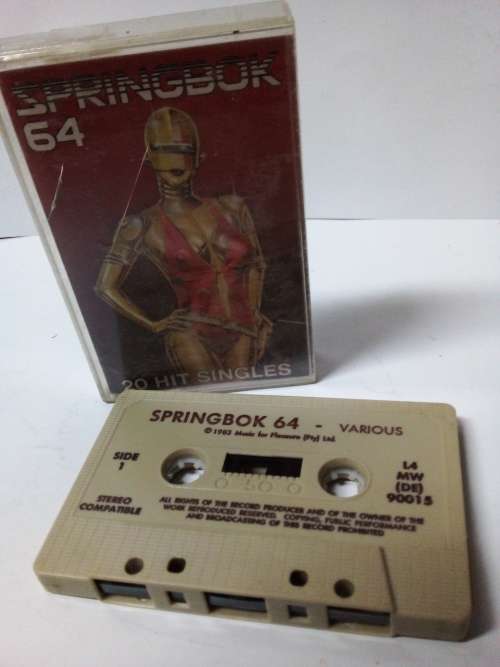 SPRINGBOK
64
20 HIT SINGLES
SPRINGBOK 64 - VARIOUS
© 1983 Music for Pleasure (Pty) Ltd.
SIDE
1
L4
MW
(DE)
90G15
STEREO
COMPATIBLE
ALL RIGHTS OF THE RECORD PRODUCER AND OF THE OWNER OF THE
WORK REPRODUCED RESERVED. COPYING, PUBLIC PERFORMANCE
AND BROADCASTING OF THIS RECORD PROHIBITED